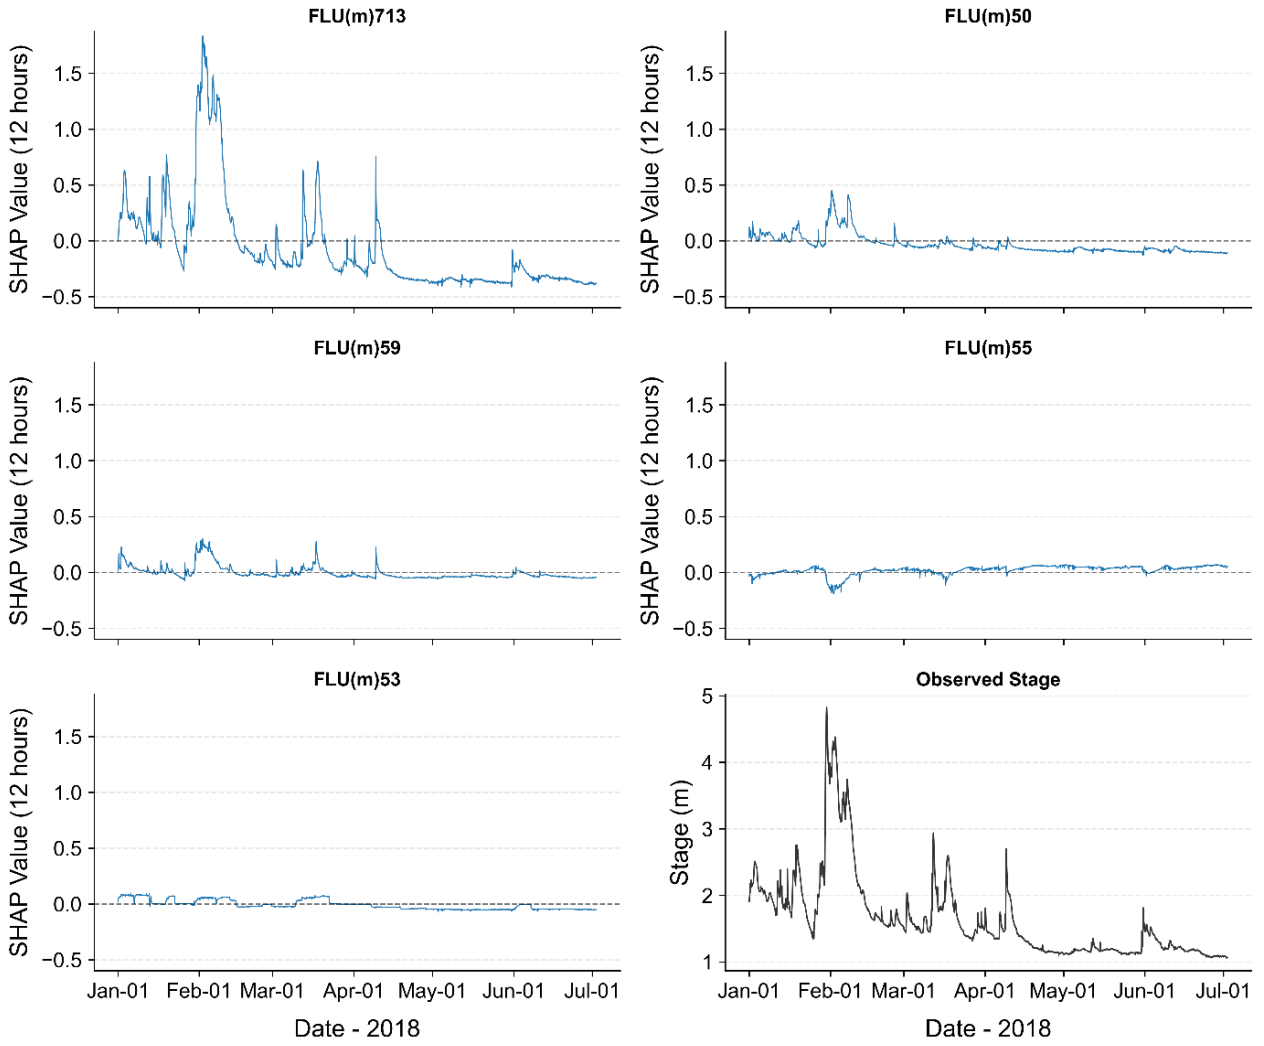 FLU(m)713
SHAP Value (12 hours)
1.5
1.0
0.5
0.0
−0.5
FLU(m)50
SHAP Value (12 hours)
1.5
1.0
0.5
0.0
−0.5
FLU(m)59
SHAP Value (12 hours)
1.5
1.0
0.5
0.0
−0.5
FLU(m)55
SHAP Value (12 hours)
1.5
1.0
0.5
0.0
−0.5
FLU(m)53
SHAP Value (12 hours)
1.5
1.0
0.5
0.0
−0.5
Jan-01 Feb-01 Mar-01 Apr-01 May-01 Jun-01 Jul-01
Date - 2018
Observed Stage
Stage (m)
5
4
3
2
1
Jan-01 Feb-01 Mar-01 Apr-01 May-01 Jun-01 Jul-01
Date - 2018